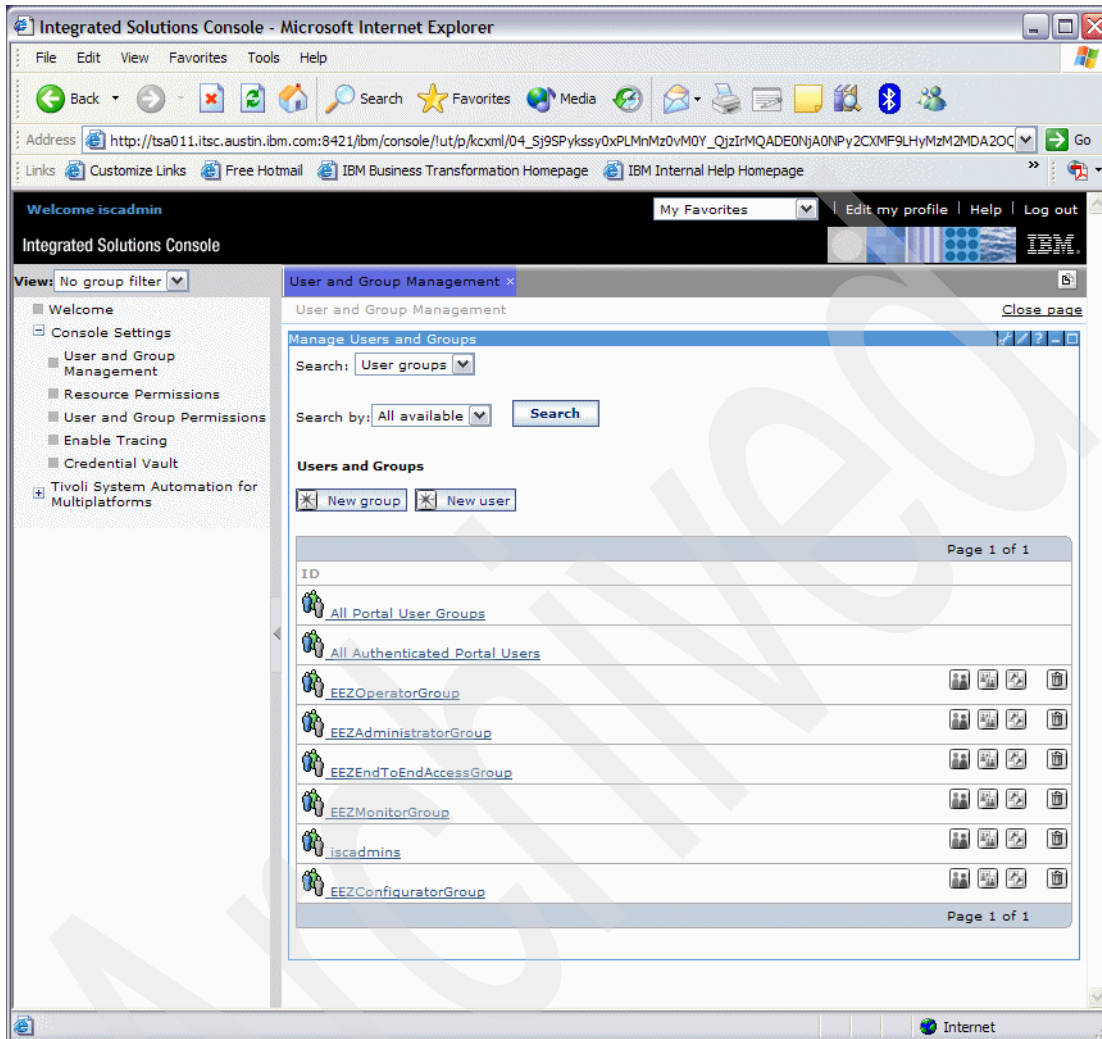 Integrated Solutions Console - Microsoft Internet Explorer
File Edit View Favorites Tools Help
Back Search Favorites Media
Address http://tsa011.itsc.austin.ibm.com:8421/ibm/console/!ut/p/kcxml/04_Sj9SPykssy0xPLMnMz0vM0Y_QjzIrMQADE0NjA0NPy2CXMF9LHyMzM2MDA2OC Go
Links Customize Links Free Hotmail IBM Business Transformation Homepage IBM Internal Help Homepage »
Welcome iscadmin My Favorites Edit my profile Help Log out
Integrated Solutions Console IBM.
View: No group filter
Welcome
Console Settings
User and Group
Management
Resource Permissions
User and Group Permissions
Enable Tracing
Credential Vault
Tivoli System Automation for
Multiplatforms
User and Group Management ×
User and Group Management Close page
Manage Users and Groups
Search: User groups
Search by: All available Search
Users and Groups
New group New user
Page 1 of 1
ID
All Portal User Groups
All Authenticated Portal Users
EEZOperatorGroup
EEZAdministratorGroup
EEZEndToEndAccessGroup
EEZMonitorGroup
iscadmins
EEZConfiguratorGroup
Page 1 of 1
Internet
Archived